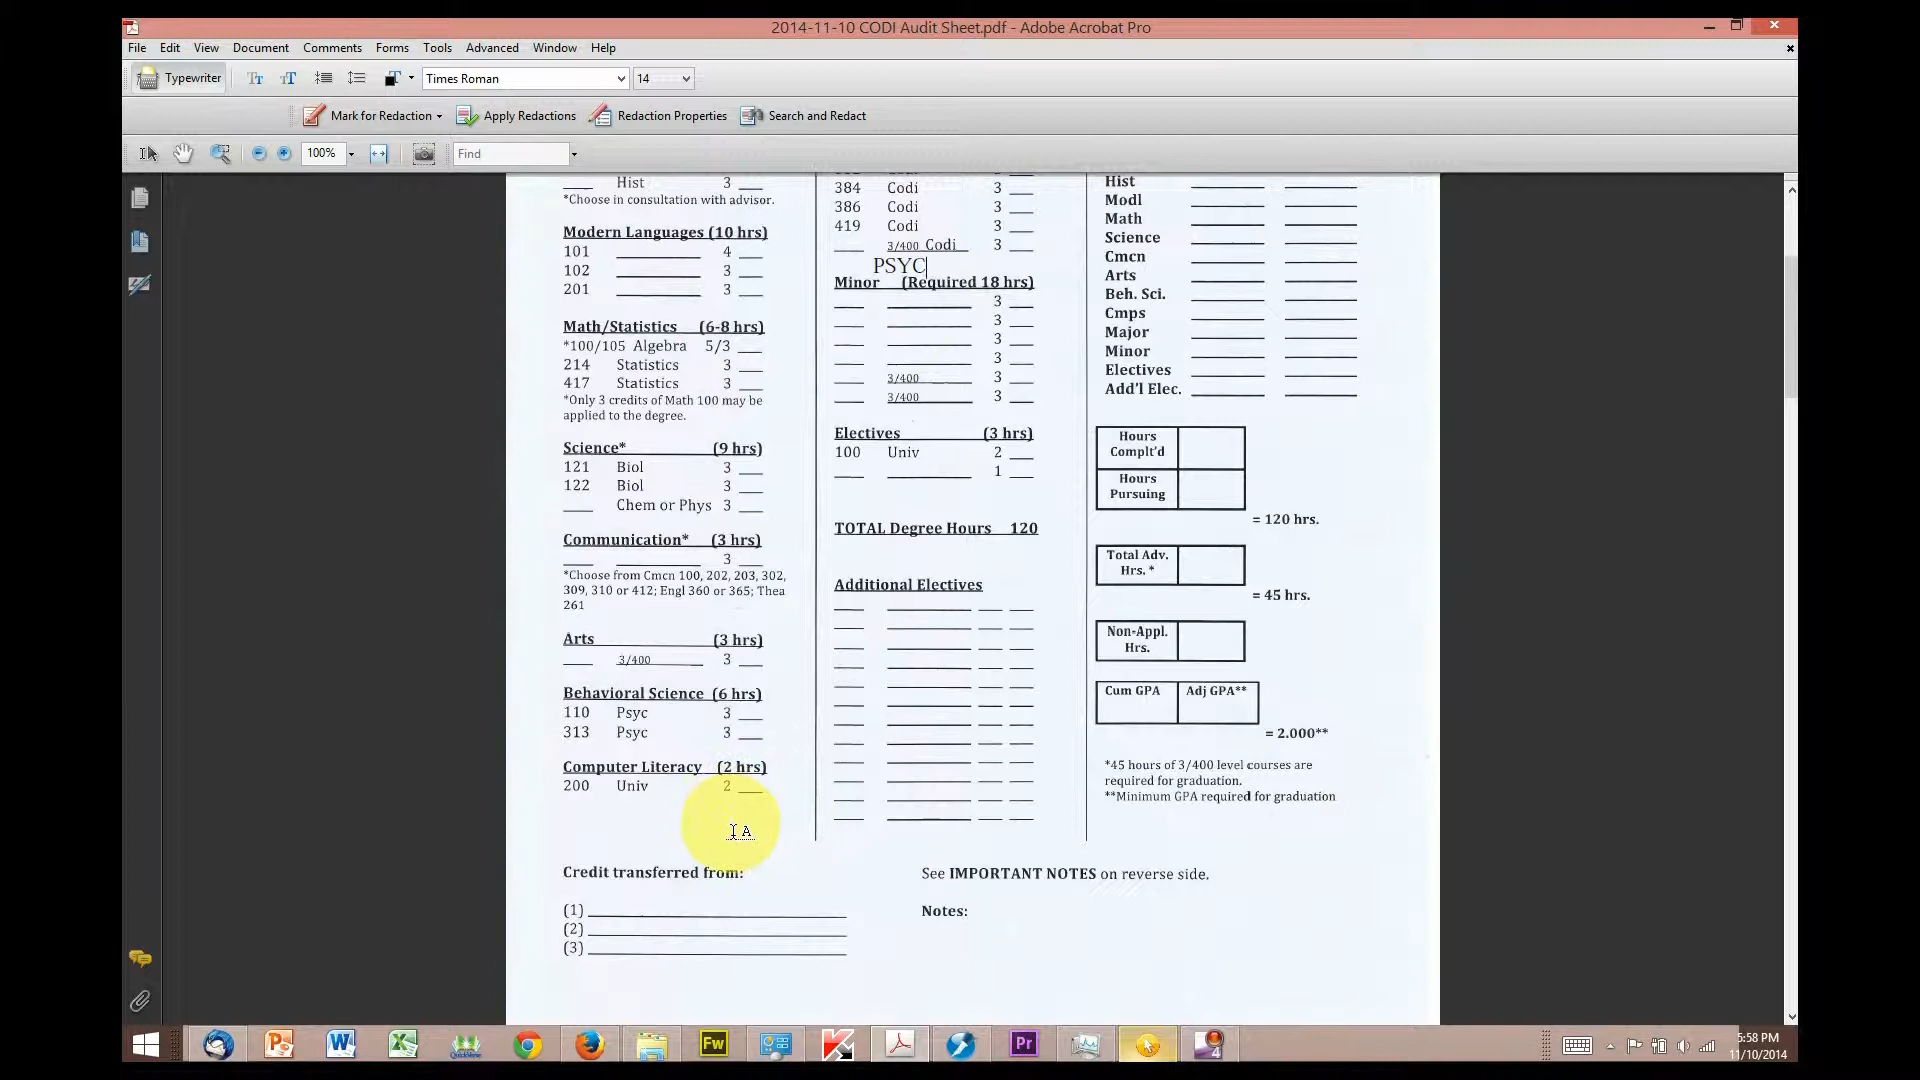 2014-11-10 CODI Audit Sheet.pdf - Adobe Acrobat Pro
File Edit View Document Comments Forms Tools Advanced Window Help
Typewriter Times Roman 14
Mark for Redaction Apply Redactions Redaction Properties Search and Redact
100% Find
Hist 3
*Choose in consultation with advisor.
Modern Languages (10 hrs)
101 4
102 3
201 3
Math/Statistics (6-8 hrs)
*100/105 Algebra 5/3
214 Statistics 3
417 Statistics 3
*Only 3 credits of Math 100 may be
applied to the degree.
Science* (9 hrs)
121 Biol 3
122 Biol 3
Chem or Phys 3
Communication* (3 hrs)
3
*Choose from Cmcn 100, 202, 203, 302,
309, 310 or 412; Engl 360 or 365; Thea
261
Arts (3 hrs)
3/400 3
Behavioral Science (6 hrs)
110 Psyc 3
313 Psyc 3
Computer Literacy (2 hrs)
200 Univ 2
A
384 Codi 3
386 Codi 3
419 Codi 3
3/400 Codi 3
PSYC
Minor (Required 18 hrs)
3
3
3
3
3/400 3
3/400 3
Electives (3 hrs)
100 Univ 2
1
TOTAL Degree Hours 120
Additional Electives
Hist
Modl
Math
Science
Cmcn
Arts
Beh. Sci.
Cmps
Major
Minor
Electives
Add'l Elec.
Hours
Complt'd
Hours
Pursuing
= 120 hrs.
Total Adv.
Hrs. *
= 45 hrs.
Non-Appl.
Hrs.
Cum GPA Adj GPA**
= 2.000**
*45 hours of 3/400 level courses are
required for graduation.
**Minimum GPA required for graduation
Credit transferred from:
(1)
(2)
(3)
See IMPORTANT NOTES on reverse side.
Notes:
Fw
Pr
4
5:58 PM
11/10/2014